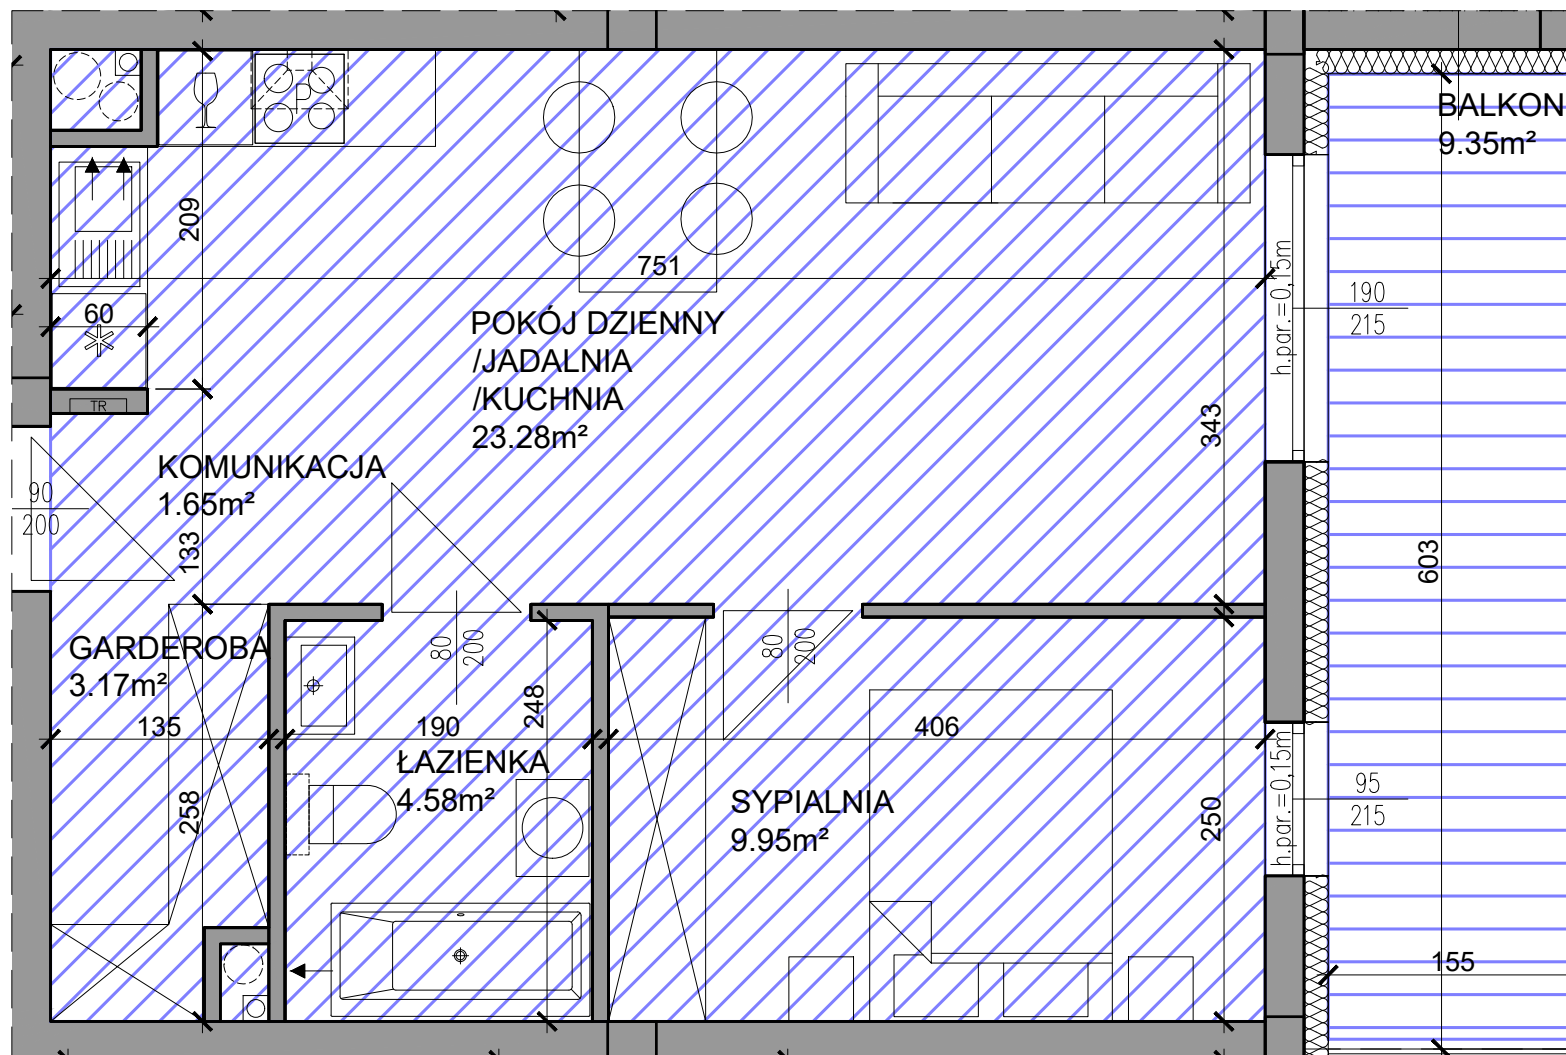 BALKON
9.35m²
P
209
751
60
POKÓJ DZIENNY
/JADALNIA
/KUCHNIA
23.28m²
h.par.=0,15m
190
215
TR
343
KOMUNIKACJA
1.65m²
90
200
133
603
GARDEROBA
3.17m²
80
200
80
200
248
135
190
406
ŁAZIENKA
4.58m²
SYPIALNIA
9.95m²
258
250
h.par.=0,15m
95
215
155